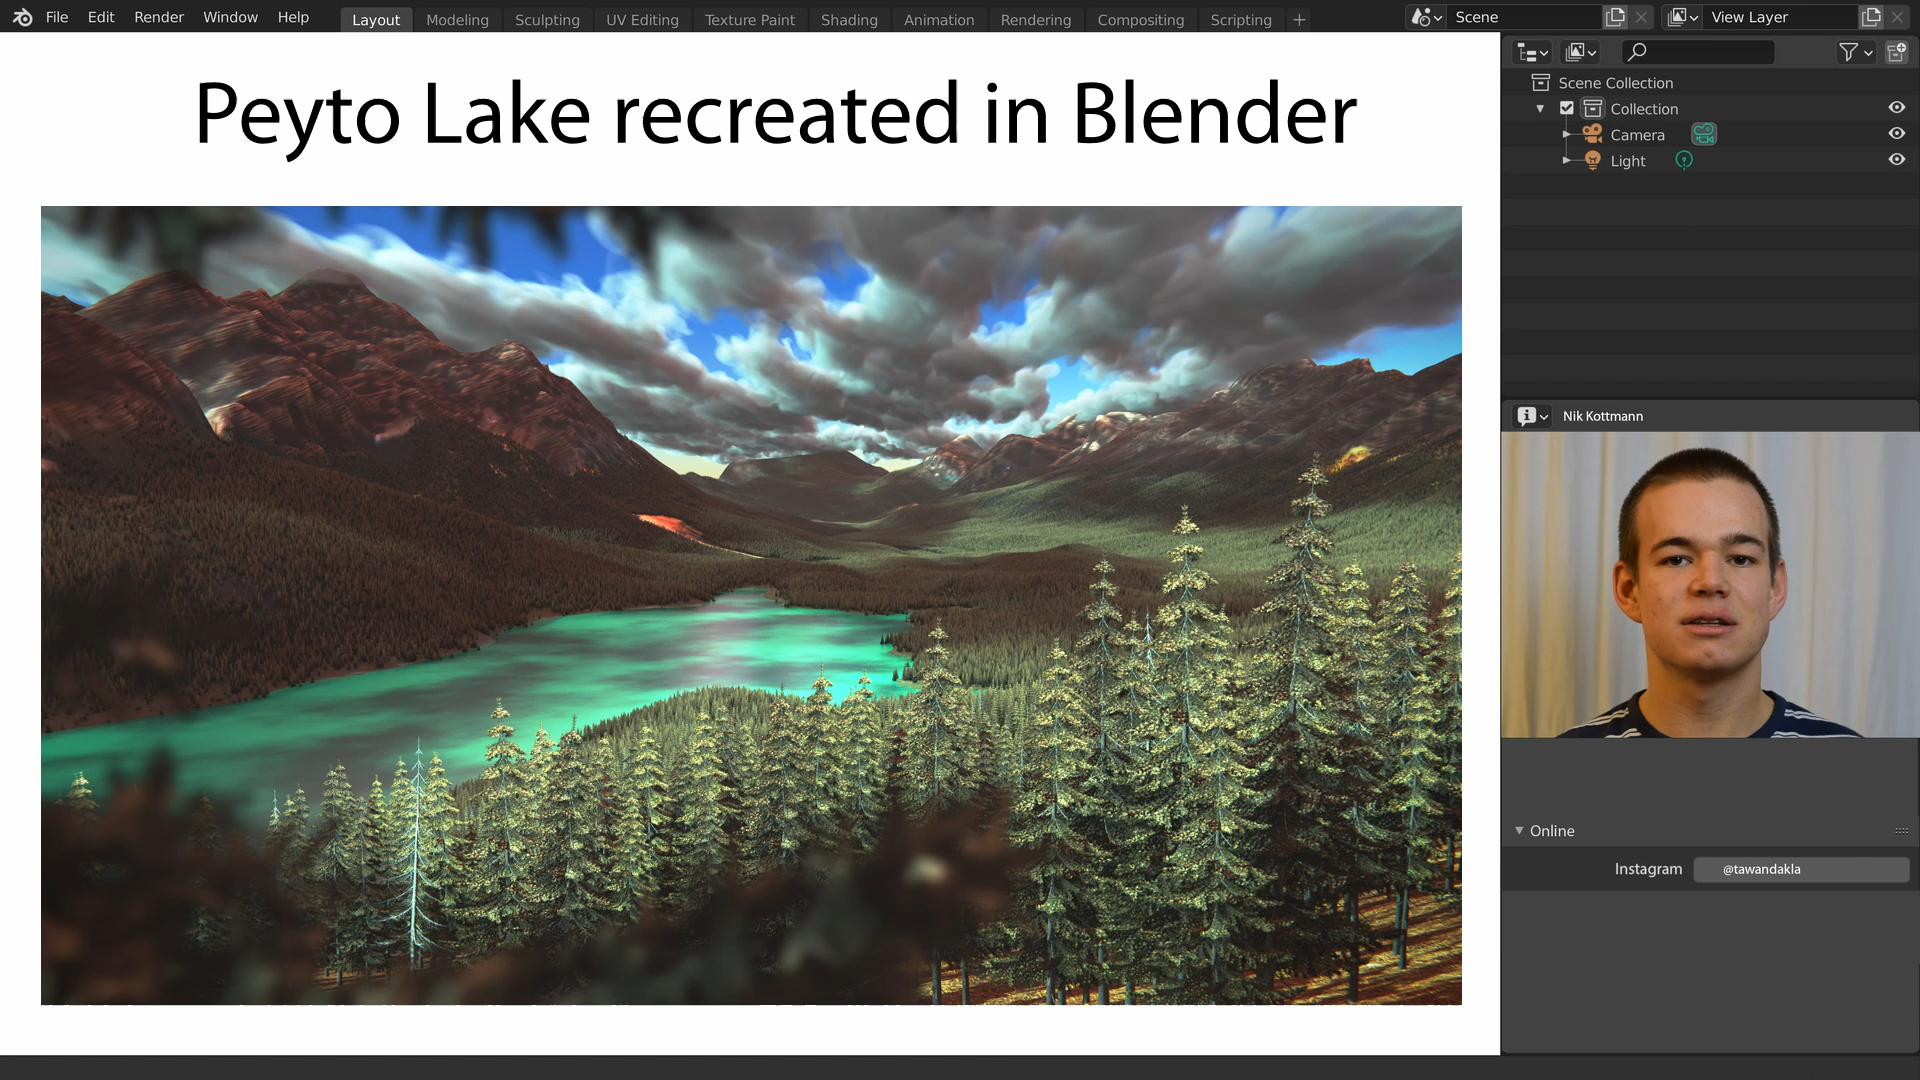 File Edit Render Window Help Layout Modeling Sculpting UV Editing Texture Paint Shading Animation Rendering Compositing Scripting + Scene View Layer
Peyto Lake recreated in Blender
Scene Collection
Collection
Camera
Light
Nik Kottmann
Online
Instagram @tawandakla